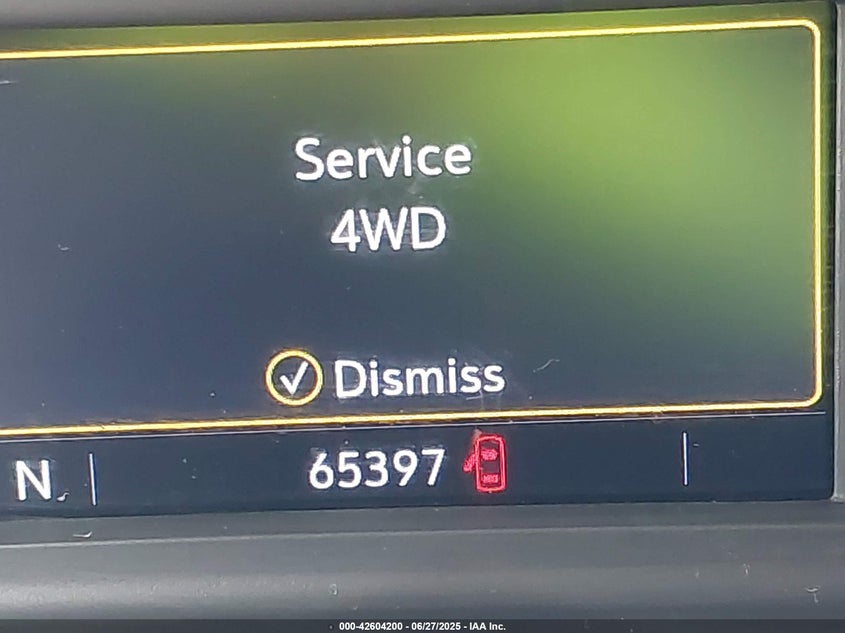 Service
4WD
Dismiss
N
65397
000-42604200 - 06/27/2025 - IAA Inc.